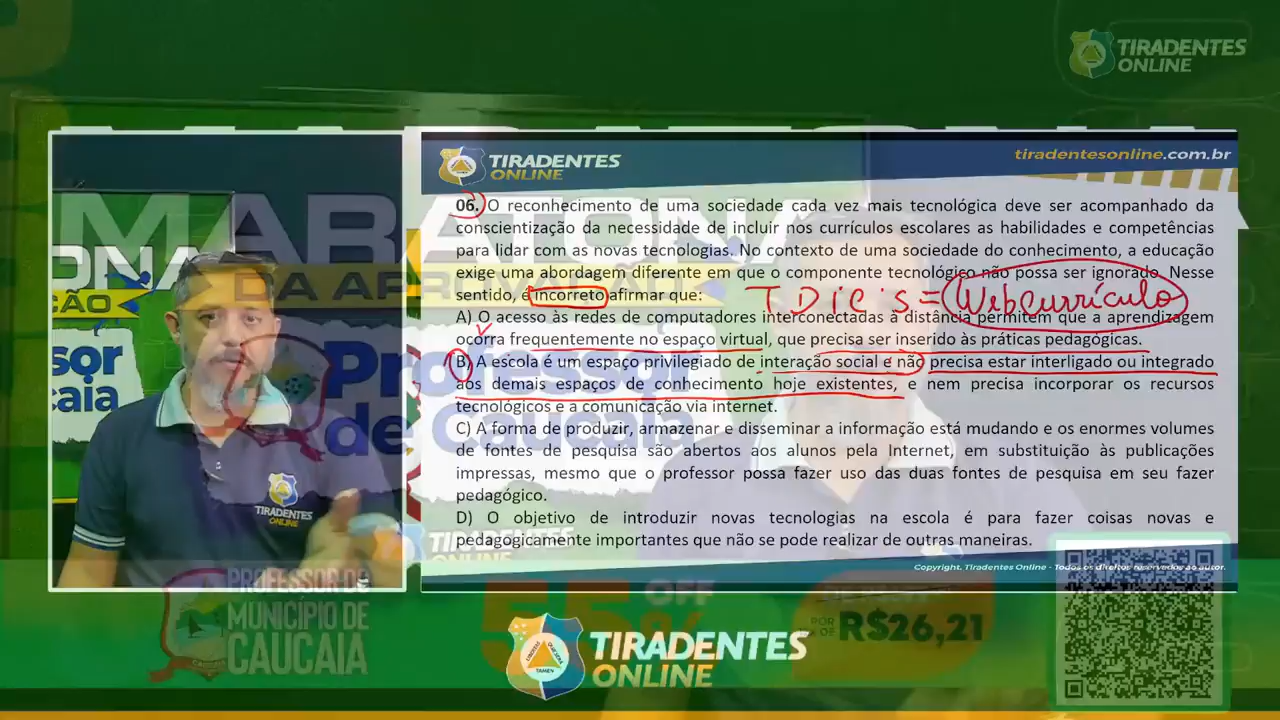 TIRADENTES
ONLINE
MARATONA
DA APROVAÇÃO
TIRADENTES
ONLINE
tiradentesonline.com.br
06. O reconhecimento de uma sociedade cada vez mais tecnológica deve ser acompanhado da
conscientização da necessidade de incluir nos currículos escolares as habilidades e competências
para lidar com as novas tecnologias. No contexto de uma sociedade do conhecimento, a educação
exige uma abordagem diferente em que o componente tecnológico não possa ser ignorado. Nesse
sentido, é incorreto afirmar que:
TDICIS = Webcurrículo
A) O acesso às redes de computadores interconectadas à distância permitem que a aprendizagem
ocorra frequentemente no espaço virtual, que precisa ser inserido às práticas pedagógicas.
B) A escola é um espaço privilegiado de interação social e não precisa estar interligado ou integrado
aos demais espaços de conhecimento hoje existentes, e nem precisa incorporar os recursos
tecnológicos e a comunicação via internet.
C) A forma de produzir, armazenar e disseminar a informação está mudando e os enormes volumes
de fontes de pesquisa são abertos aos alunos pela Internet, em substituição às publicações
impressas, mesmo que o professor possa fazer uso das duas fontes de pesquisa em seu fazer
pedagógico.
D) O objetivo de introduzir novas tecnologias na escola é para fazer coisas novas e
pedagogicamente importantes que não se pode realizar de outras maneiras.
Copyright. Tiradentes Online - Todos os direitos reservados ao autor.
Professor
de Caucaia
TIRADENTES
ONLINE
PROFESSOR DO
MUNICÍPIO DE
CAUCAIA
55%
OFF
POR
R$26,21
TIRADENTES
ONLINE